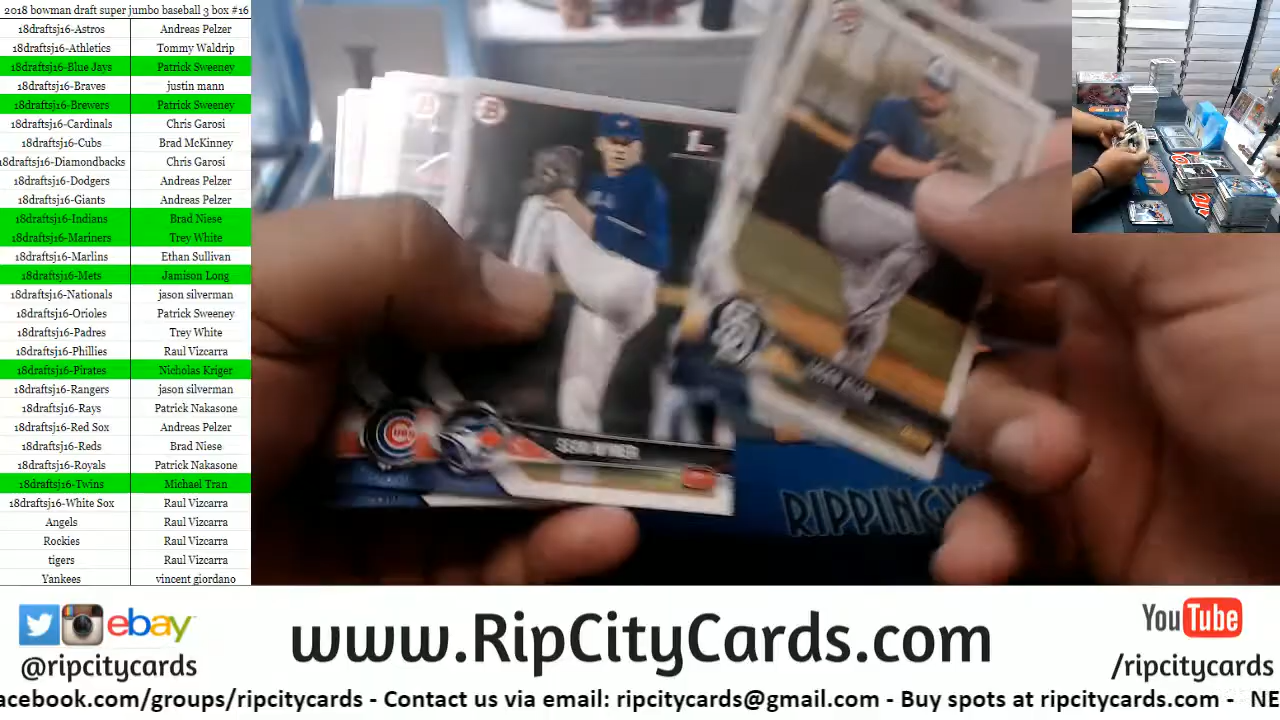 2018 bowman draft super jumbo baseball 3 box #16
18draftsj16-Astros Andreas Pelzer
18draftsj16-Athletics Tommy Waldrip
18draftsj16-Blue Jays Patrick Sweeney
18draftsj16-Braves justin mann
18draftsj16-Brewers Patrick Sweeney
18draftsj16-Cardinals Chris Garosi
18draftsj16-Cubs Brad McKinney
18draftsj16-Diamondbacks Chris Garosi
18draftsj16-Dodgers Andreas Pelzer
18draftsj16-Giants Andreas Pelzer
18draftsj16-Indians Brad Niese
18draftsj16-Mariners Trey White
18draftsj16-Marlins Ethan Sullivan
18draftsj16-Mets Jamison Long
18draftsj16-Nationals jason silverman
18draftsj16-Orioles Patrick Sweeney
18draftsj16-Padres Trey White
18draftsj16-Phillies Raul Vizcarra
18draftsj16-Pirates Nicholas Kriger
18draftsj16-Rangers jason silverman
18draftsj16-Rays Patrick Nakasone
18draftsj16-Red Sox Andreas Pelzer
18draftsj16-Reds Brad Niese
18draftsj16-Royals Patrick Nakasone
18draftsj16-Twins Michael Tran
18draftsj16-White Sox Raul Vizcarra
Angels Raul Vizcarra
Rockies Raul Vizcarra
tigers Raul Vizcarra
Yankees vincent giordano
CUBS
RIPPING
ebay
@ripcitycards
www.RipCityCards.com
YouTube
/ripcitycards
acebook.com/groups/ripcitycards - Contact us via email: ripcitycards@gmail.com - Buy spots at ripcitycards.com - NE